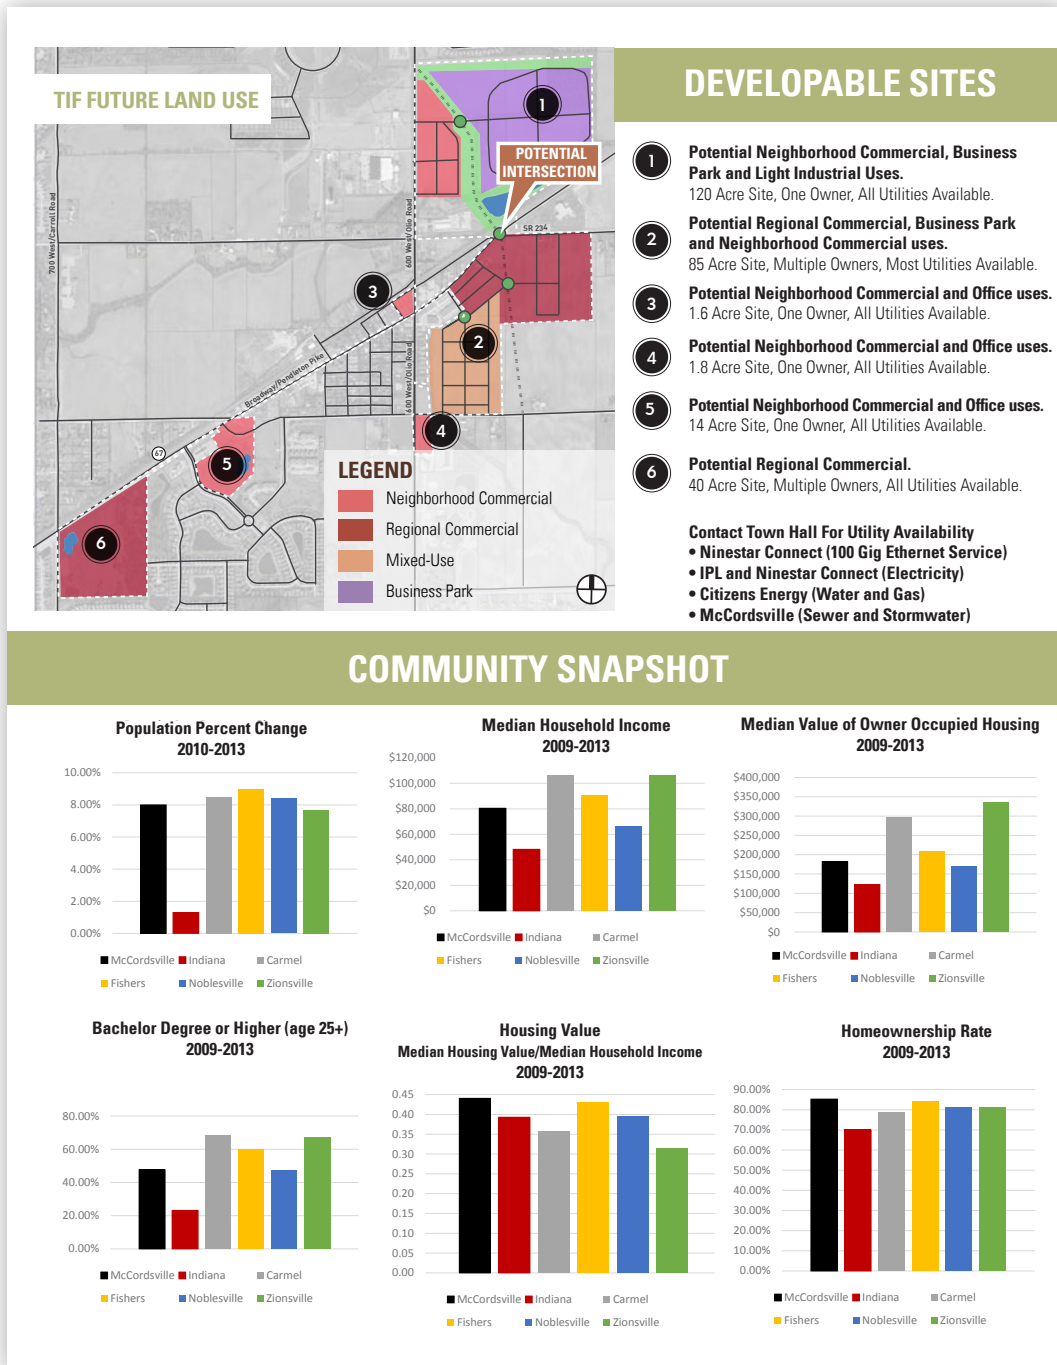 TIF FUTURE LAND USE
1
POTENTIAL
INTERSECTION
SR 234
700 West/Carroll Road
600 West/Olio Road
3
2
600 West/Olio Road
Broadway/Pendleton Pike
4
67
5
6
LEGEND
Neighborhood Commercial
Regional Commercial
Mixed-Use
Business Park
DEVELOPABLE SITES
1
Potential Neighborhood Commercial, Business
Park and Light Industrial Uses.
120 Acre Site, One Owner, All Utilities Available.
2
Potential Regional Commercial, Business Park
and Neighborhood Commercial uses.
85 Acre Site, Multiple Owners, Most Utilities Available.
3
Potential Neighborhood Commercial and Office uses.
1.6 Acre Site, One Owner, All Utilities Available.
4
Potential Neighborhood Commercial and Office uses.
1.8 Acre Site, One Owner, All Utilities Available.
5
Potential Neighborhood Commercial and Office uses.
14 Acre Site, One Owner, All Utilities Available.
6
Potential Regional Commercial.
40 Acre Site, Multiple Owners, All Utilities Available.
Contact Town Hall For Utility Availability
• Ninestar Connect (100 Gig Ethernet Service)
• IPL and Ninestar Connect (Electricity)
• Citizens Energy (Water and Gas)
• McCordsville (Sewer and Stormwater)
COMMUNITY SNAPSHOT
Population Percent Change
2010-2013
10.00%
8.00%
6.00%
4.00%
2.00%
0.00%
McCordsville Indiana Carmel
Fishers Noblesville Zionsville
Median Household Income
2009-2013
$120,000
$100,000
$80,000
$60,000
$40,000
$20,000
$0
McCordsville Indiana Carmel
Fishers Noblesville Zionsville
Median Value of Owner Occupied Housing
2009-2013
$400,000
$350,000
$300,000
$250,000
$200,000
$150,000
$100,000
$50,000
$0
McCordsville Indiana Carmel
Fishers Noblesville Zionsville
Bachelor Degree or Higher (age 25+)
2009-2013
80.00%
60.00%
40.00%
20.00%
0.00%
McCordsville Indiana Carmel
Fishers Noblesville Zionsville
Housing Value
Median Housing Value/Median Household Income
2009-2013
0.45
0.40
0.35
0.30
0.25
0.20
0.15
0.10
0.05
0.00
McCordsville Indiana Carmel
Fishers Noblesville Zionsville
Homeownership Rate
2009-2013
90.00%
80.00%
70.00%
60.00%
50.00%
40.00%
30.00%
20.00%
10.00%
0.00%
McCordsville Indiana Carmel
Fishers Noblesville Zionsville